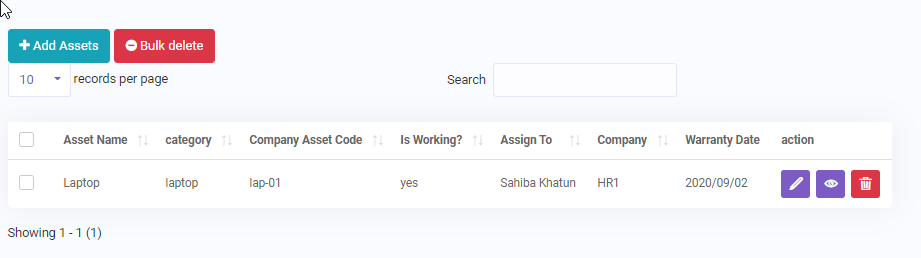 Add Assets Bulk delete
10 records per page Search
Asset Name category Company Asset Code Is Working? Assign To Company Warranty Date action
Laptop laptop lap-01 yes Sahiba Khatun HR1 2020/09/02
Showing 1 - 1 (1)